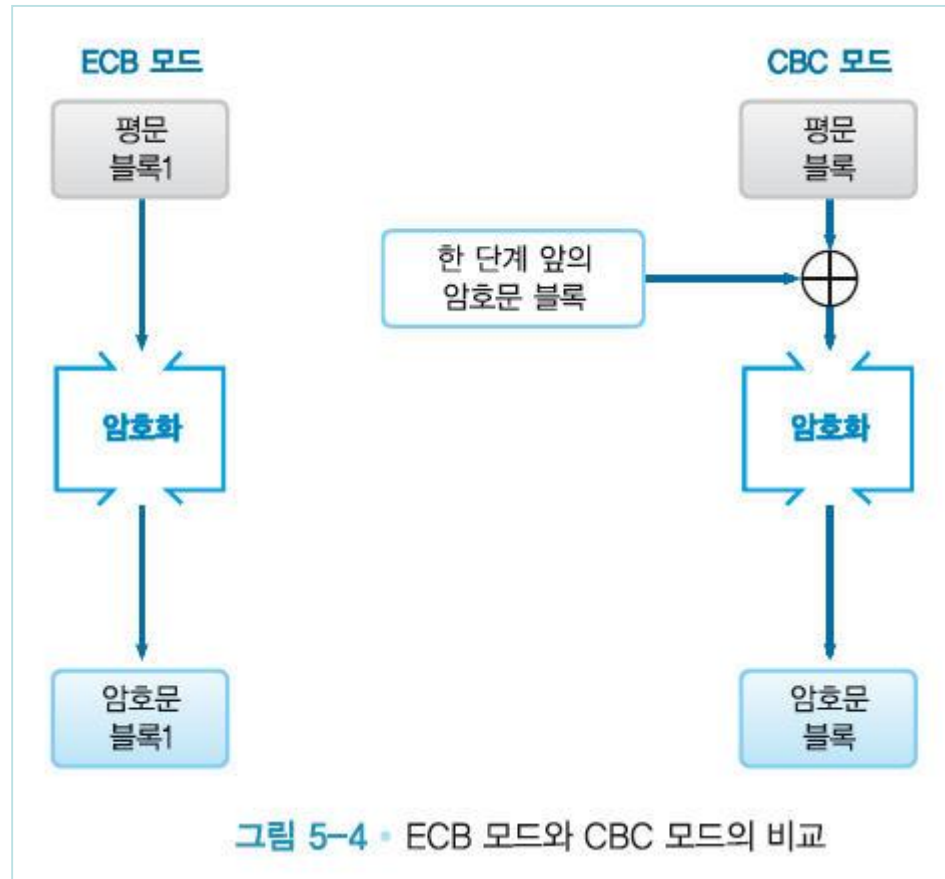 ECB 모드
평문
블록1
암호화
암호문
블록1
CBC 모드
평문
블록
한 단계 앞의
암호문 블록
암호화
암호문
블록
그림 5-4 • ECB 모드와 CBC 모드의 비교